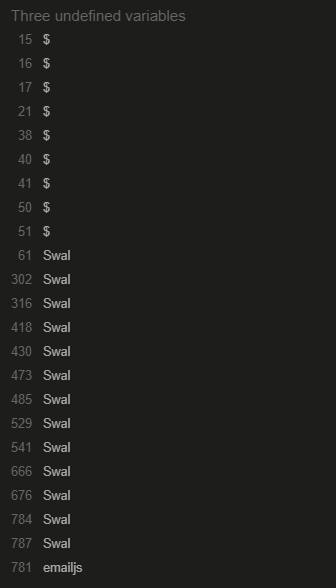 Three undefined variables
15 $
16 $
17 $
21 $
38 $
40 $
41 $
50 $
51 $
61 Swal
302 Swal
316 Swal
418 Swal
430 Swal
473 Swal
485 Swal
529 Swal
541 Swal
666 Swal
676 Swal
784 Swal
787 Swal
781 emailjs